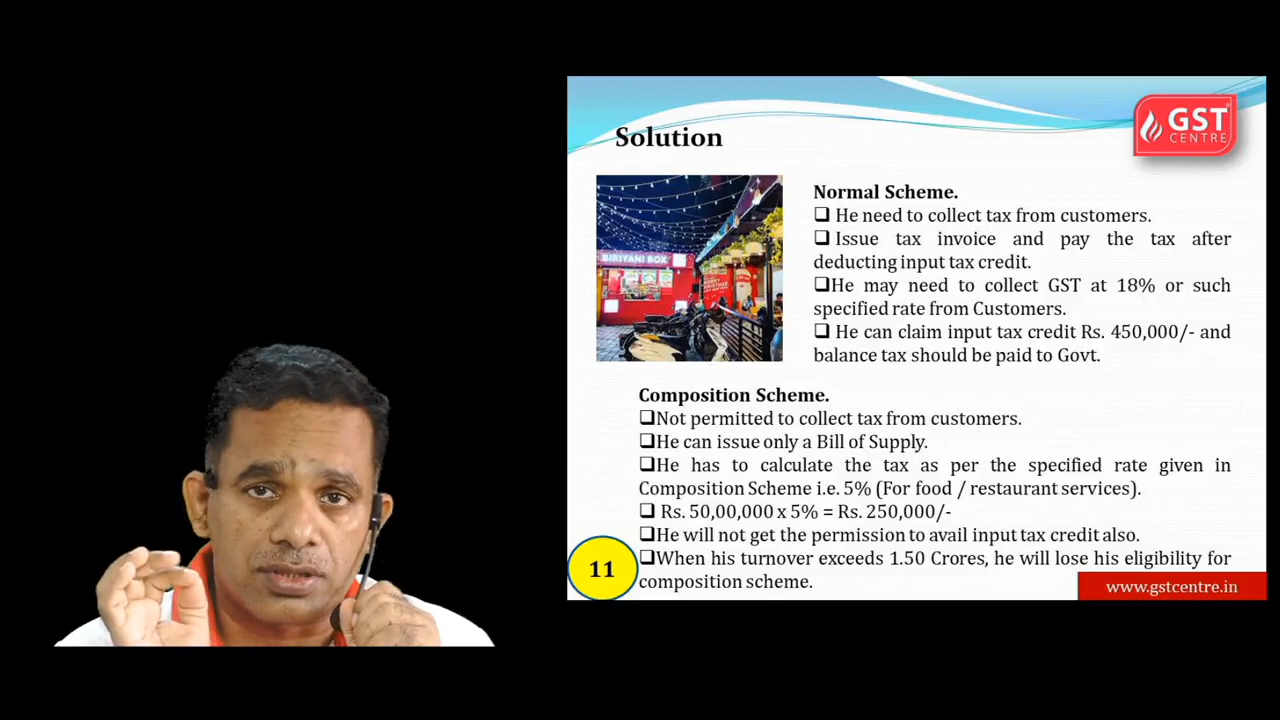 Solution
GST
CENTRE
BIRIYANI BOX
Normal Scheme.
He need to collect tax from customers.
Issue tax invoice and pay the tax after
deducting input tax credit.
He may need to collect GST at 18% or such
specified rate from Customers.
He can claim input tax credit Rs. 450,000/- and
balance tax should be paid to Govt.
Composition Scheme.
Not permitted to collect tax from customers.
He can issue only a Bill of Supply.
He has to calculate the tax as per the specified rate given in
Composition Scheme i.e. 5% (For food / restaurant services).
Rs. 50,00,000 x 5% = Rs. 250,000/-
He will not get the permission to avail input tax credit also.
When his turnover exceeds 1.50 Crores, he will lose his eligibility for
composition scheme.
11
www.gstcentre.in